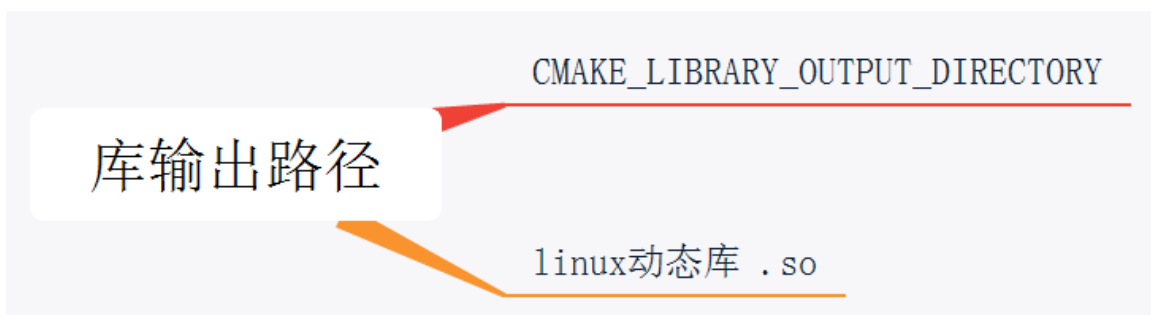 CMAKE_LIBRARY_OUTPUT_DIRECTORY
库输出路径
linux动态库 .so